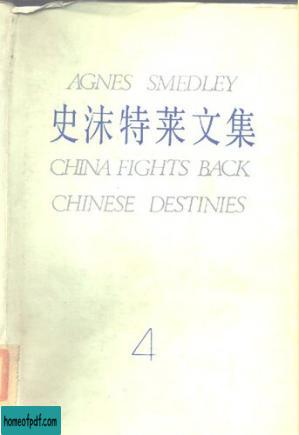 AGNES SMEDLEY
史沫特莱文集
CHINA FIGHTS BACK
CHINESE DESTINIES
4
homeofpdf.com